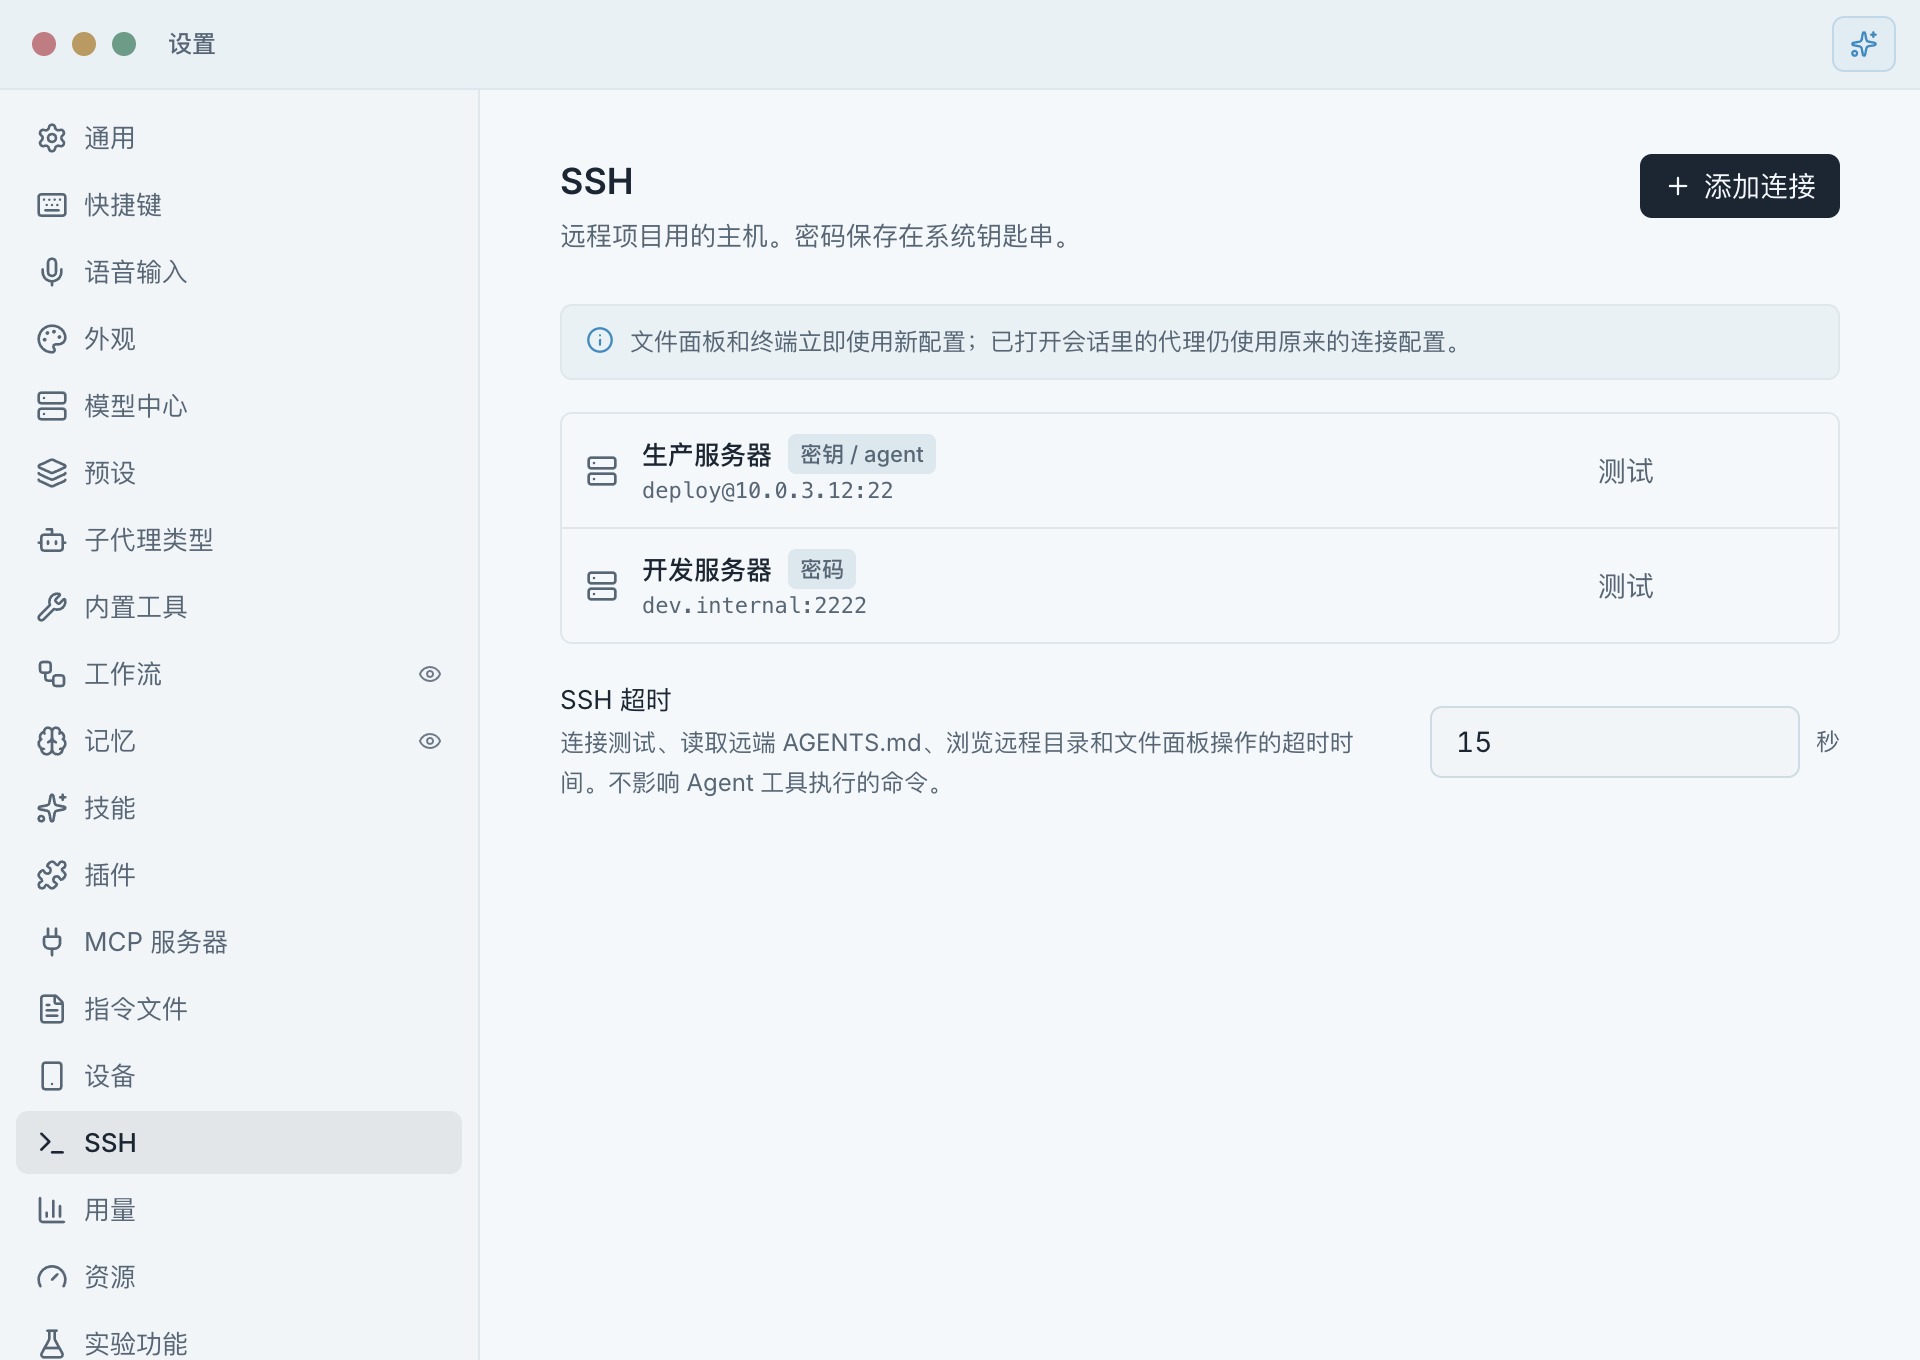 设置
通用
快捷键
语音输入
外观
模型中心
预设
子代理类型
内置工具
工作流
记忆
技能
插件
MCP 服务器
指令文件
设备
SSH
用量
资源
实验功能
SSH
添加连接
远程项目用的主机。密码保存在系统钥匙串。
文件面板和终端立即使用新配置；已打开会话里的代理仍使用原来的连接配置。
生产服务器 密钥 / agent
deploy@10.0.3.12:22
测试
开发服务器 密码
dev.internal:2222
测试
SSH 超时
连接测试、读取远端 AGENTS.md、浏览远程目录和文件面板操作的超时时
间。不影响 Agent 工具执行的命令。
15 秒